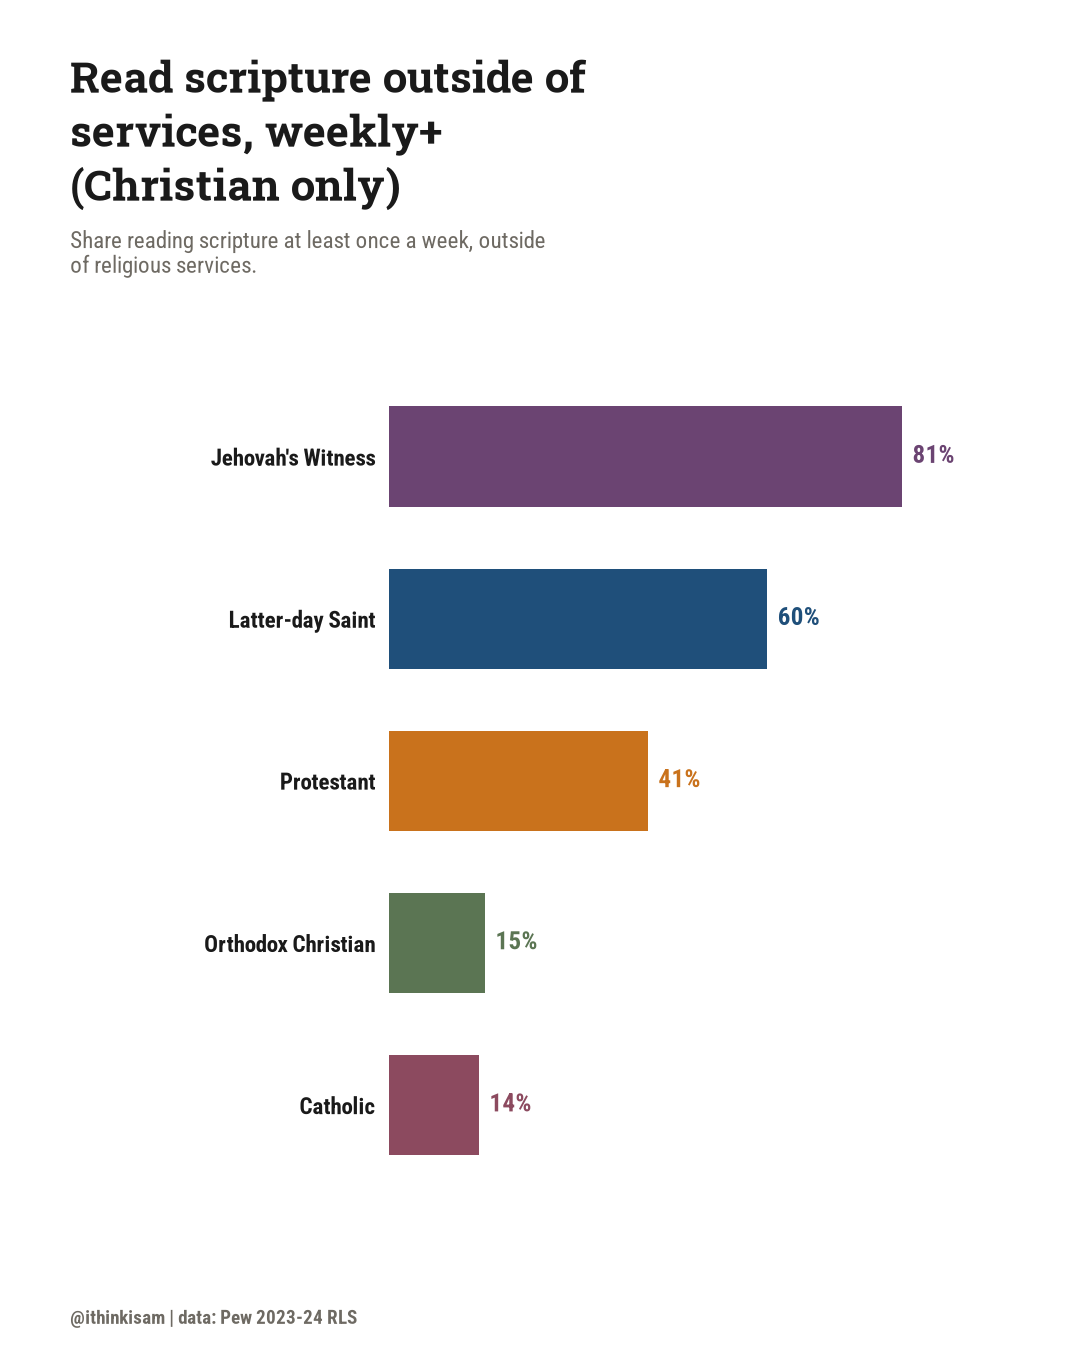 Read scripture outside of
services, weekly+
(Christian only)
Share reading scripture at least once a week, outside
of religious services.
Jehovah's Witness 81%
Latter-day Saint 60%
Protestant 41%
Orthodox Christian 15%
Catholic 14%
@ithinkisam | data: Pew 2023-24 RLS